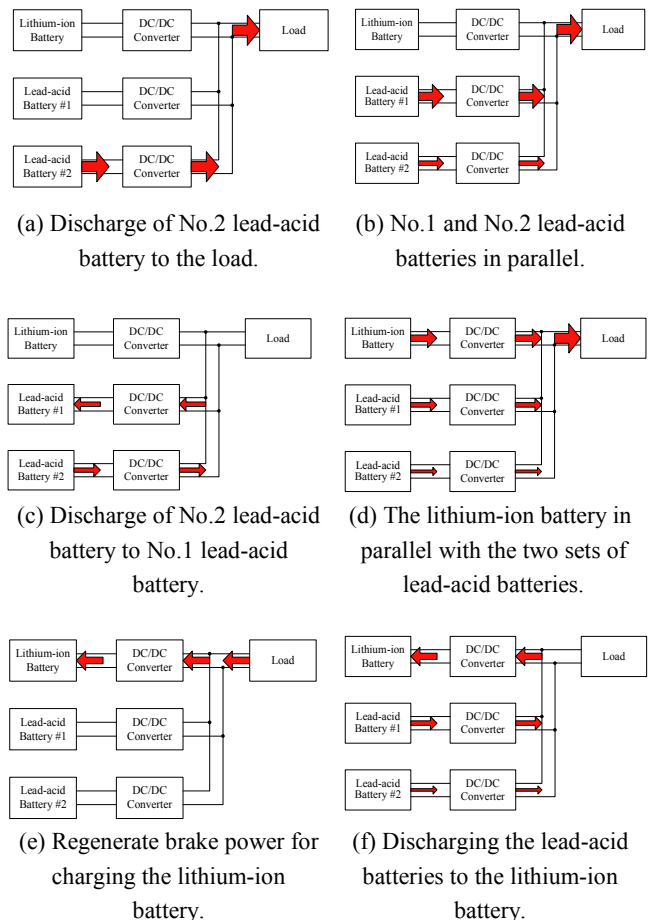 Lithium-ion
Battery
DC/DC
Converter
Load
Lead-acid
Battery #1
DC/DC
Converter
Lead-acid
Battery #2
DC/DC
Converter
(a) Discharge of No.2 lead-acid
battery to the load.
Lithium-ion
Battery
DC/DC
Converter
Load
Lead-acid
Battery #1
DC/DC
Converter
Lead-acid
Battery #2
DC/DC
Converter
(b) No.1 and No.2 lead-acid
batteries in parallel.
Lithium-ion
Battery
DC/DC
Converter
Load
Lead-acid
Battery #1
DC/DC
Converter
Lead-acid
Battery #2
DC/DC
Converter
(c) Discharge of No.2 lead-acid
battery to No.1 lead-acid
battery.
Lithium-ion
Battery
DC/DC
Converter
Load
Lead-acid
Battery #1
DC/DC
Converter
Lead-acid
Battery #2
DC/DC
Converter
(d) The lithium-ion battery in
parallel with the two sets of
lead-acid batteries.
Lithium-ion
Battery
DC/DC
Converter
Load
Lead-acid
Battery #1
DC/DC
Converter
Lead-acid
Battery #2
DC/DC
Converter
(e) Regenerate brake power for
charging the lithium-ion
battery.
Lithium-ion
Battery
DC/DC
Converter
Load
Lead-acid
Battery #1
DC/DC
Converter
Lead-acid
Battery #2
DC/DC
Converter
(f) Discharging the lead-acid
batteries to the lithium-ion
battery.